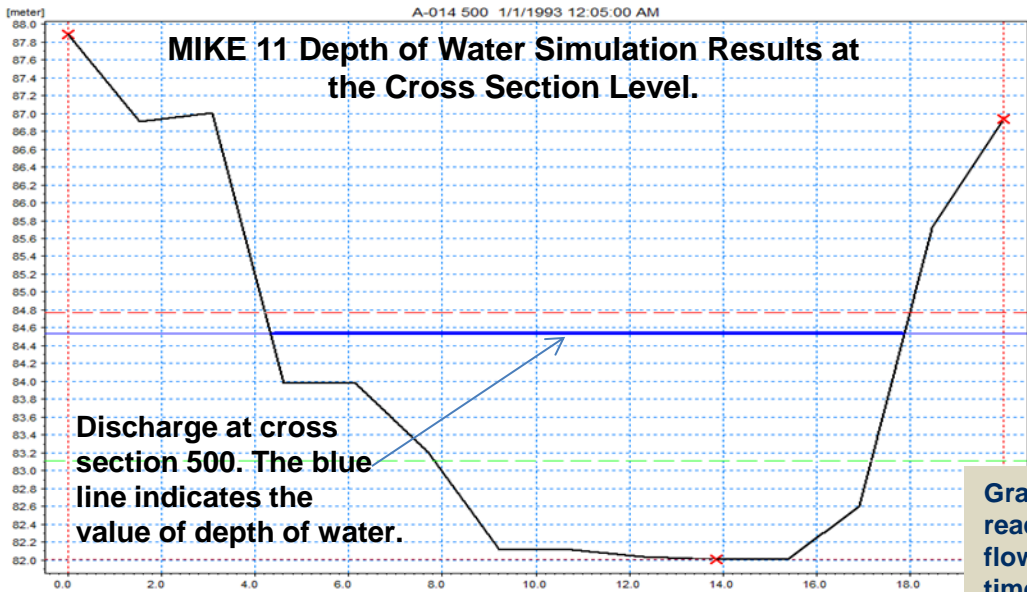 [meter]
A-014 500 1/1/1993 12:05:00 AM
MIKE 11 Depth of Water Simulation Results at
the Cross Section Level.
88.0
87.8
87.6
87.4
87.2
87.0
86.8
86.6
86.4
86.2
86.0
85.8
85.6
85.4
85.2
85.0
84.8
84.6
84.4
84.2
84.0
83.8
83.6
83.4
83.2
83.0
82.8
82.6
82.4
82.2
82.0
Discharge at cross
section 500. The blue
line indicates the
value of depth of water.
0.0 2.0 4.0 6.0 8.0 10.0 12.0 14.0 16.0 18.0
Gra
read
flow
time